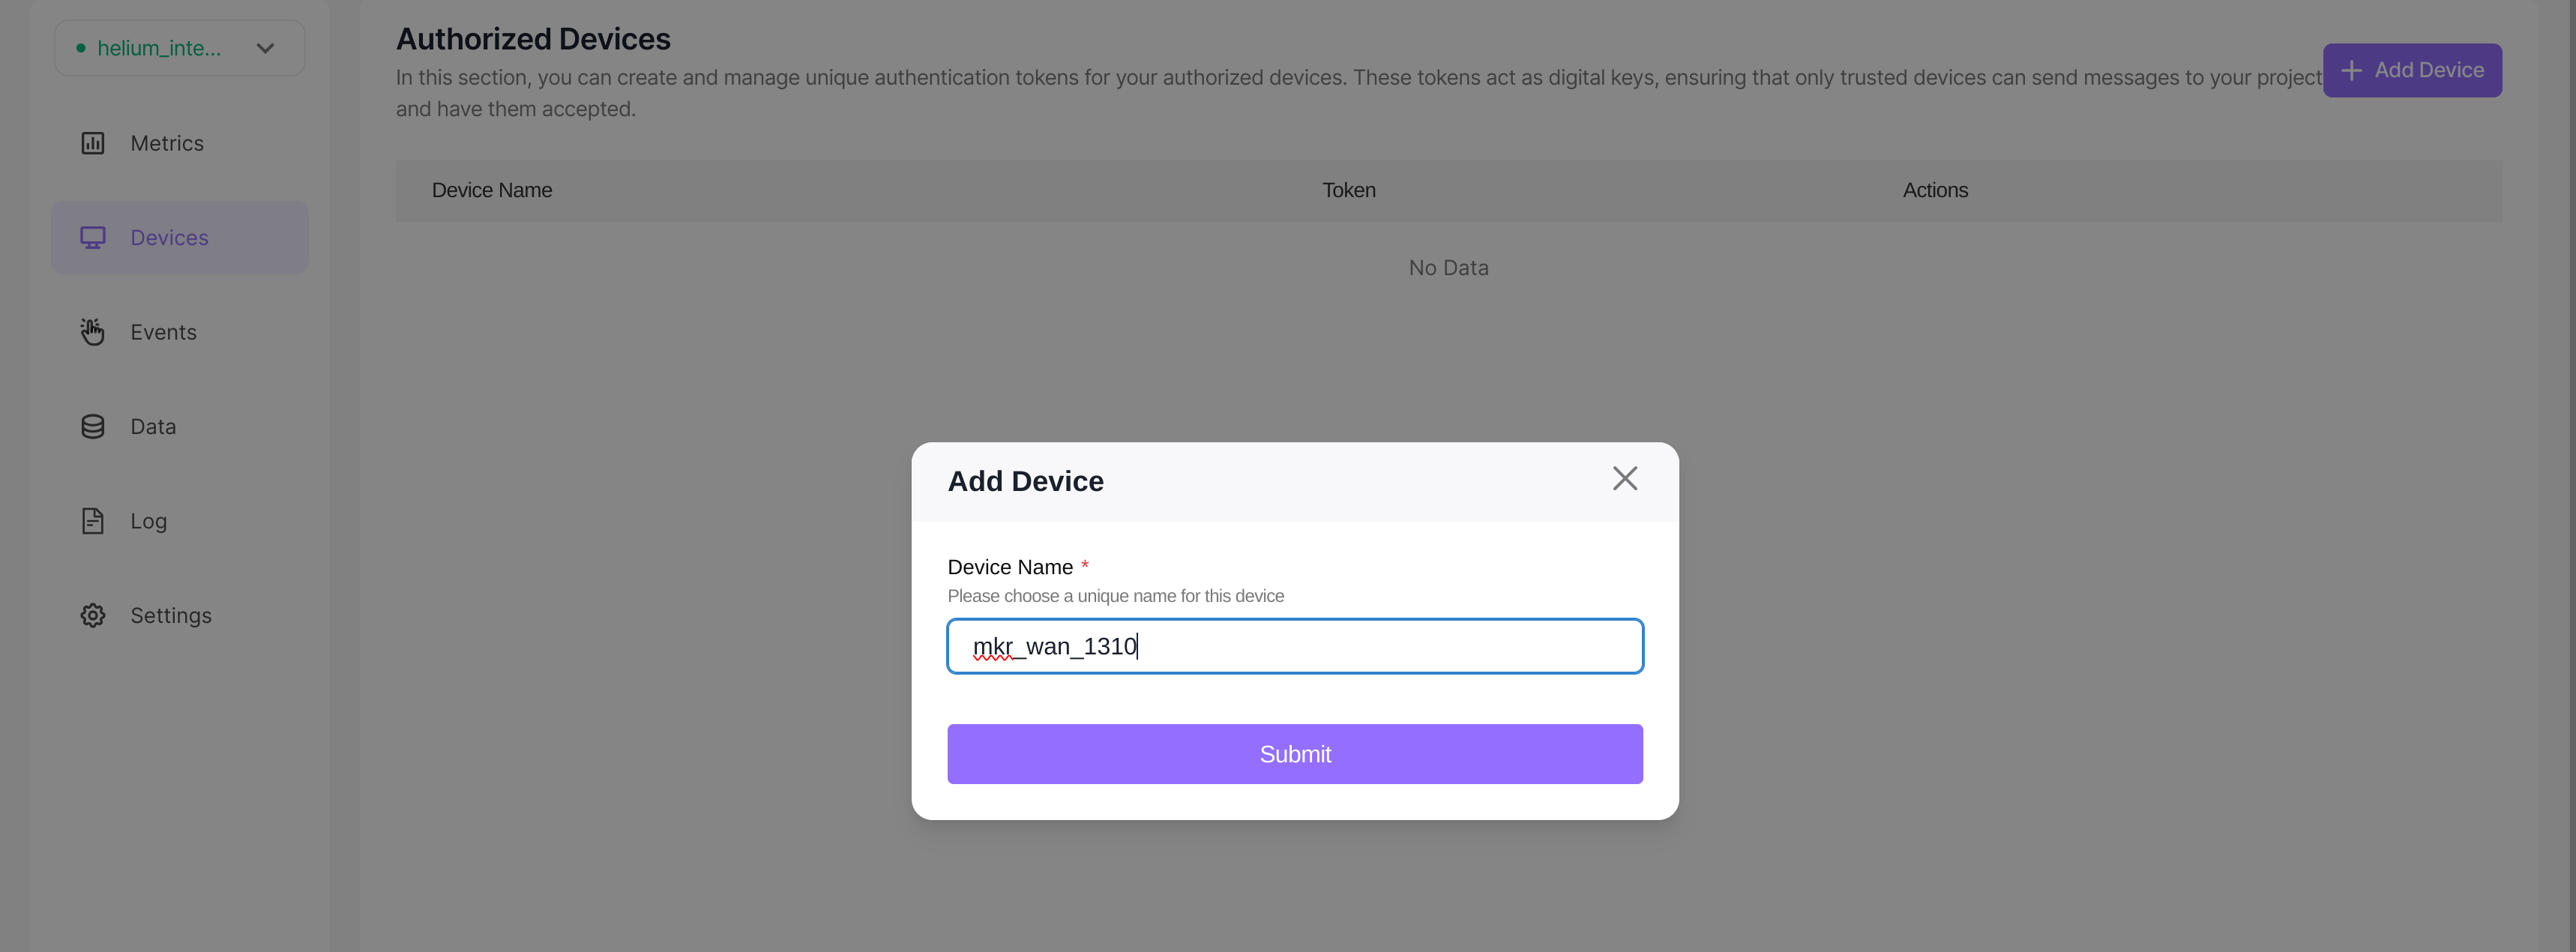 helium_inte...
Metrics
Devices
Events
Data
Log
Settings
Authorized Devices
In this section, you can create and manage unique authentication tokens for your authorized devices. These tokens act as digital keys, ensuring that only trusted devices can send messages to your project
and have them accepted.
Add Device
Device Name Token Actions
No Data
Add Device
Device Name *
Please choose a unique name for this device
mkr_wan_1310
Submit